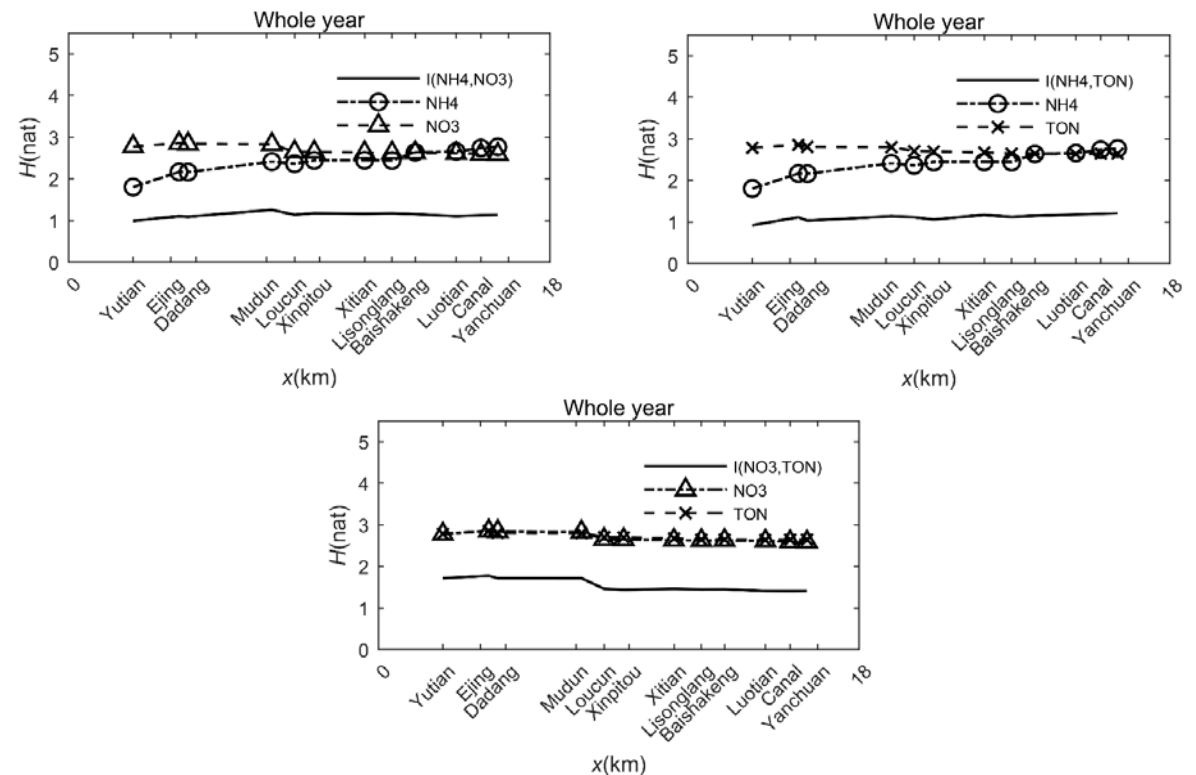 Whole year
H(nat)
5
4
3
2
1
0
I(NH4,NO3)
NH4
NO3
0
Yutian
Ejing
Dadang
Mudun
Loucun
Xinpitou
Xitian
Lisonglang
Baishakeng
Luotian
Canal
Yanchuan
18
x(km)
Whole year
H(nat)
5
4
3
2
1
0
I(NH4,TON)
NH4
TON
0
Yutian
Ejing
Dadang
Mudun
Loucun
Xinpitou
Xitian
Lisonglang
Baishakeng
Luotian
Canal
Yanchuan
18
x(km)
Whole year
H(nat)
5
4
3
2
1
0
I(NO3,TON)
NO3
TON
0
Yutian
Ejing
Dadang
Mudun
Loucun
Xinpitou
Xitian
Lisonglang
Baishakeng
Luotian
Canal
Yanchuan
18
x(km)